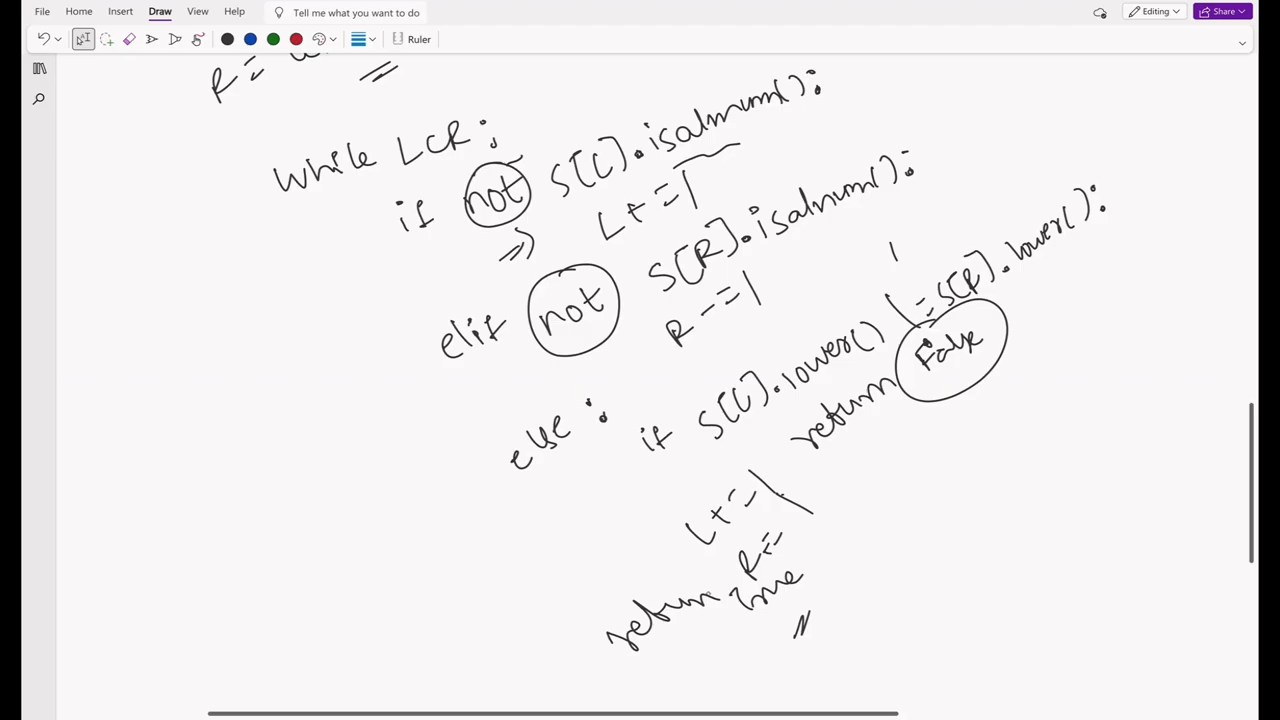 File Home Insert Draw View Help Tell me what you want to do Editing Share
Ruler
R =
while L<R:
if not S[L].isalnum():
L+=1
elif not S[R].isalnum():
R-=1
else: if S[L].lower() != S[R].lower():
return False
L+=1
R=
return True